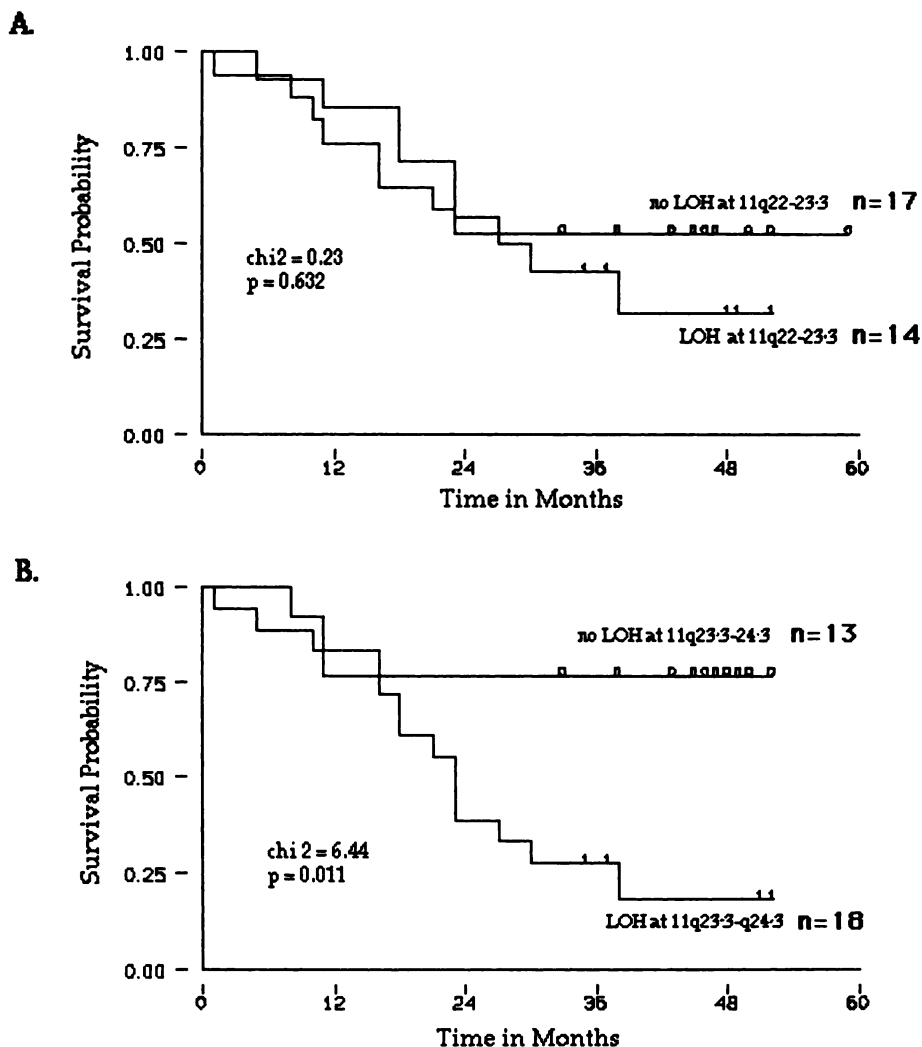 A.
1.00
0.75
0.50
0.25
0.00
Survival Probability
no LOH at 11q22-23·3 n=17
chi2 = 0.23
p = 0.632
LOH at 11q22-23·3 n=14
0 12 24 36 48 60
Time in Months
B.
1.00
0.75
0.50
0.25
0.00
Survival Probability
no LOH at 11q23·3-24·3 n=13
chi 2 = 6.44
p = 0.011
LOH at 11q23·3-q24·3 n=18
0 12 24 36 48 60
Time in Months